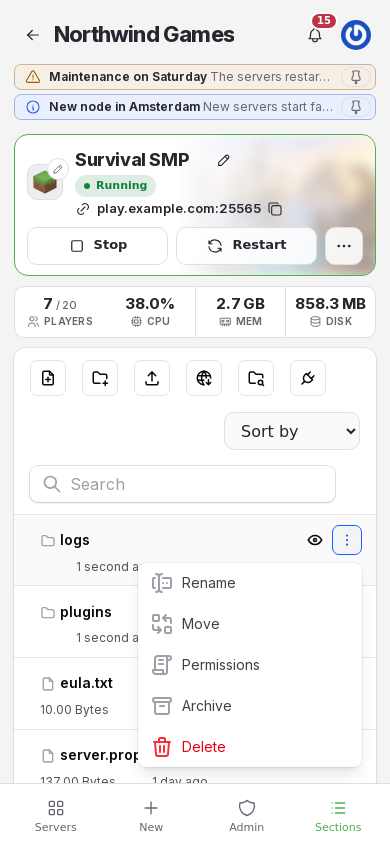 Northwind Games
15
Maintenance on Saturday The servers restar…
New node in Amsterdam New servers start fa…
Survival SMP
Running
play.example.com:25565
Stop
Restart
7 / 20
PLAYERS
38.0%
CPU
2.7 GB
MEM
858.3 MB
DISK
Sort by
Search
logs
1 second a
Rename
Move
Permissions
Archive
Delete
plugins
1 second a
eula.txt
10.00 Bytes
server.prop
137.00 Bytes
1 day ago
Servers
New
Admin
Sections